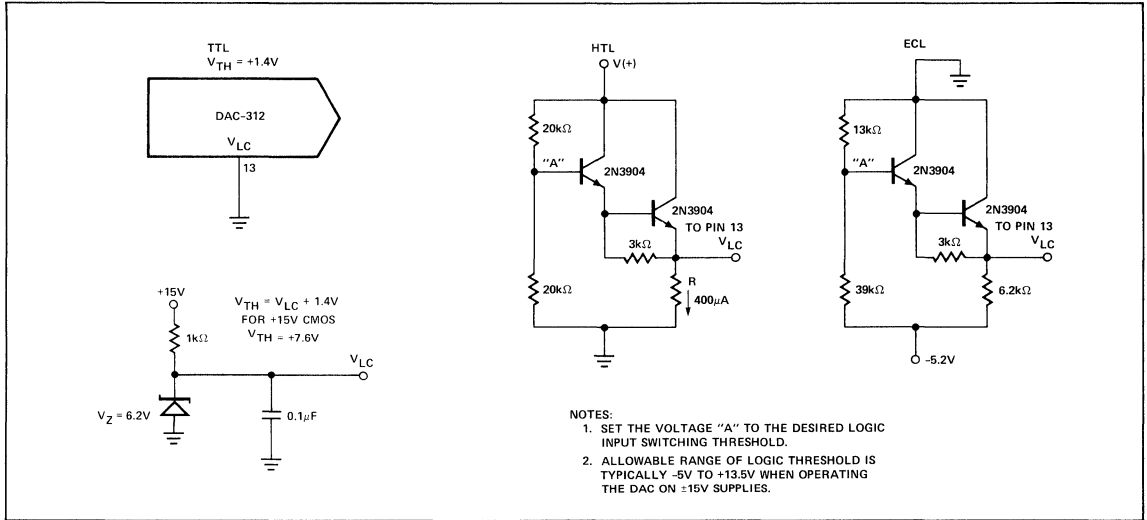 TTL
V_TH = +1.4V
DAC-312
V_LC
13
+15V
1kΩ
V_TH = V_LC + 1.4V
FOR +15V CMOS
V_TH = +7.6V
V_LC
V_Z = 6.2V
0.1μF
HTL
V(+)
20kΩ
"A"
2N3904
2N3904
TO PIN 13
V_LC
3kΩ
20kΩ
R
400μA
ECL
13kΩ
"A"
2N3904
2N3904
TO PIN 13
V_LC
3kΩ
39kΩ
6.2kΩ
-5.2V
NOTES:
1. SET THE VOLTAGE "A" TO THE DESIRED LOGIC
INPUT SWITCHING THRESHOLD.
2. ALLOWABLE RANGE OF LOGIC THRESHOLD IS
TYPICALLY -5V TO +13.5V WHEN OPERATING
THE DAC ON ±15V SUPPLIES.